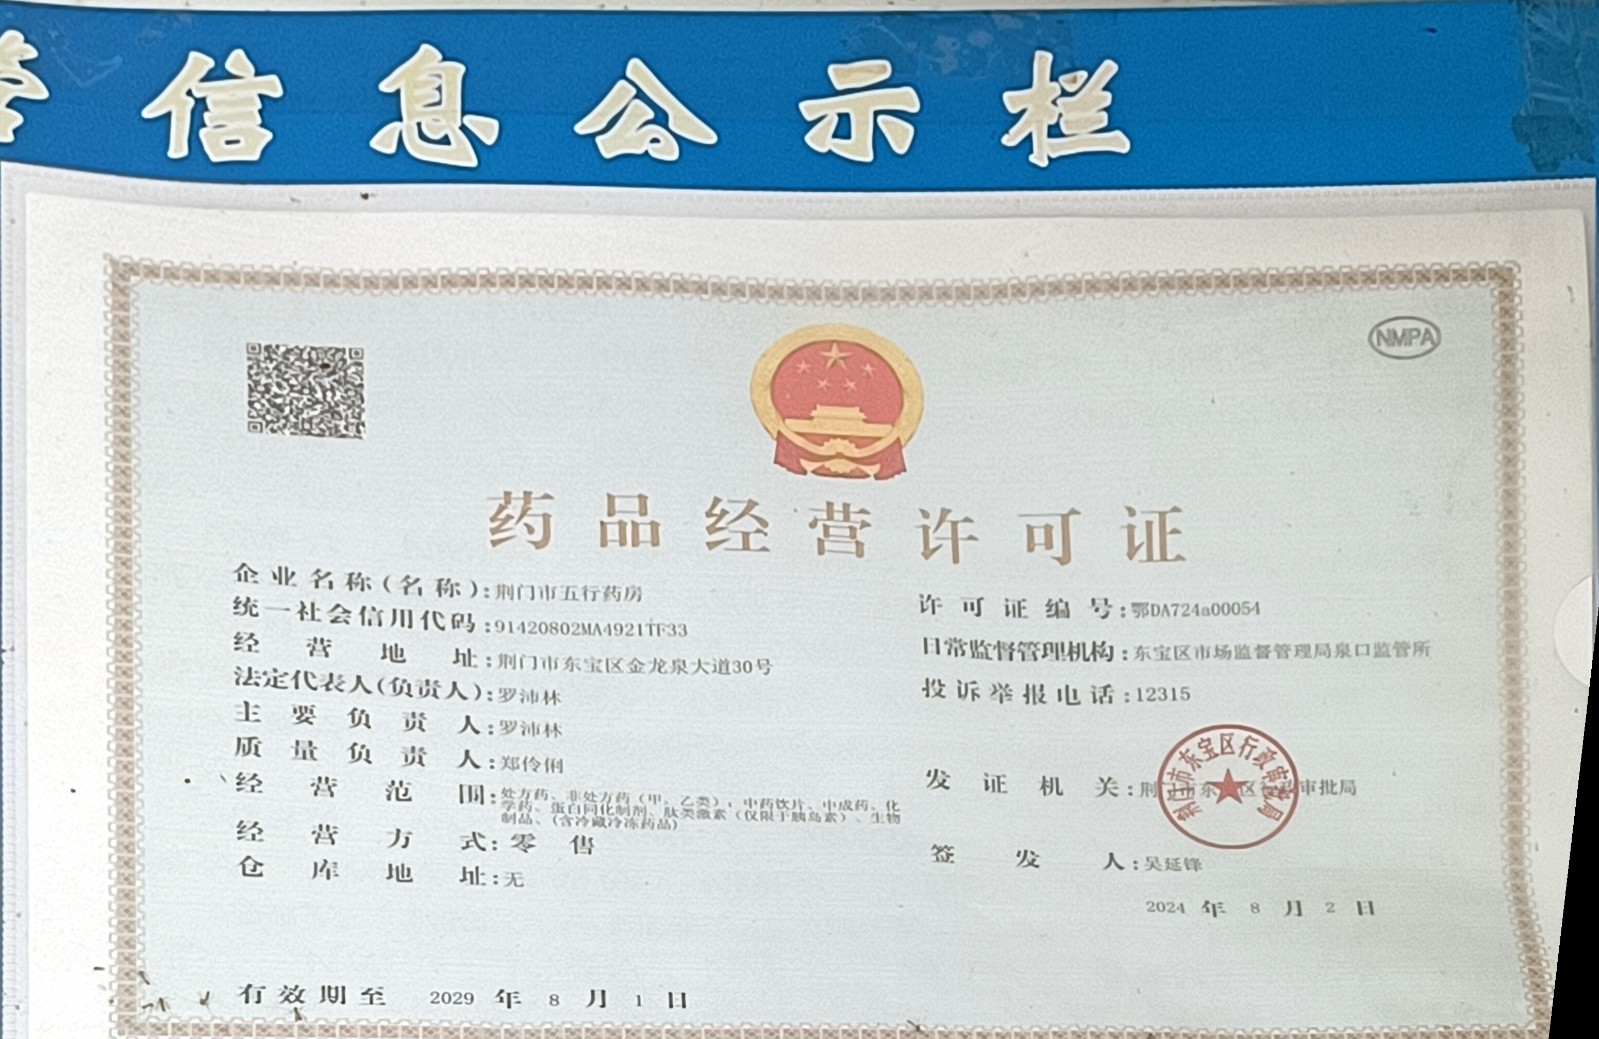 信息公示栏
NMPA
药品经营许可证
企业名称(名称):荆门市五行药房
统一社会信用代码:91420802MA4921TF33
经营地址:荆门市东宝区金龙泉大道30号
法定代表人(负责人):罗沛林
主要负责人:罗沛林
质量负责人:郑伶俐
经营范围:处方药、非处方药（甲、乙类）；中药饮片、中成药、化
学药、蛋白同化制剂、肽类激素（仅限于胰岛素）、生物
制品、(含冷藏冷冻药品)
经营方式:零售
仓库地址:无
许可证编号:鄂DA724a00054
日常监督管理机构:东宝区市场监督管理局泉口监管所
投诉举报电话:12315
发证机关:荆门市东宝区行政审批局
签发人:吴延锋
2024年8月2日
有效期至 2029年8月1日